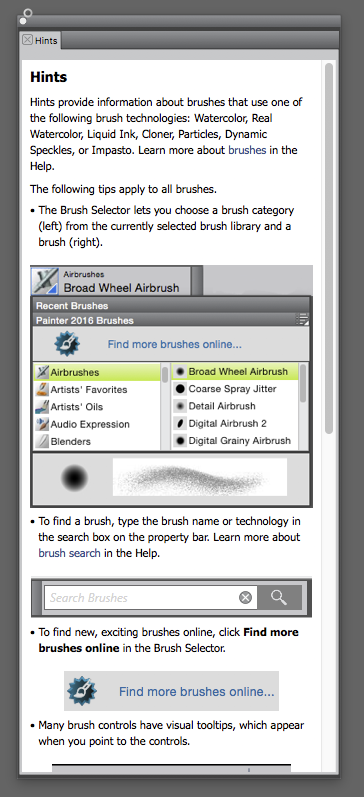 Hints
Hints
Hints provide information about brushes that use one of
the following brush technologies: Watercolor, Real
Watercolor, Liquid Ink, Cloner, Particles, Dynamic
Speckles, or Impasto. Learn more about brushes in the
Help.
The following tips apply to all brushes.
• The Brush Selector lets you choose a brush category
(left) from the currently selected brush library and a
brush (right).
Airbrushes
Broad Wheel Airbrush
Recent Brushes
Painter 2016 Brushes
Find more brushes online...
Airbrushes
Artists' Favorites
Artists' Oils
Audio Expression
Blenders
Broad Wheel Airbrush
Coarse Spray Jitter
Detail Airbrush
Digital Airbrush 2
Digital Grainy Airbrush
• To find a brush, type the brush name or technology in
the search box on the property bar. Learn more about
brush search in the Help.
Search Brushes
• To find new, exciting brushes online, click Find more
brushes online in the Brush Selector.
Find more brushes online...
• Many brush controls have visual tooltips, which appear
when you point to the controls.